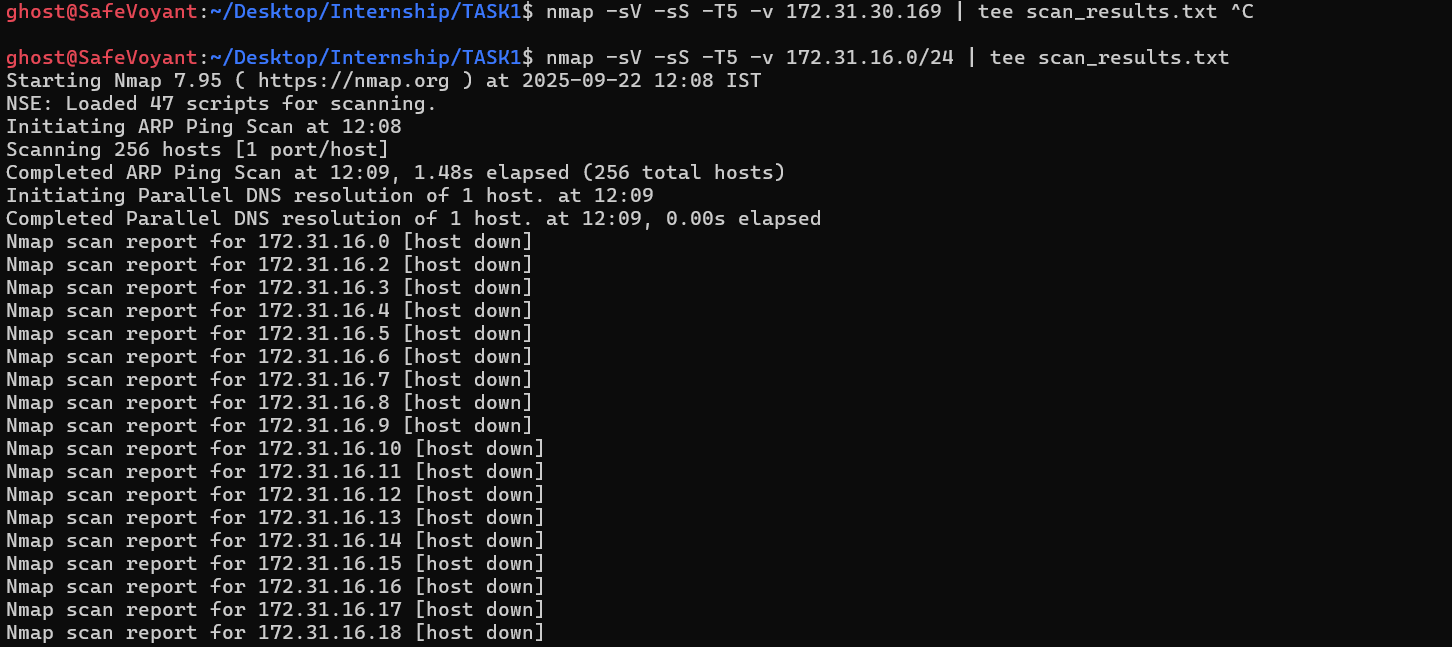 ghost@SafeVoyant:~/Desktop/Internship/TASK1$ nmap -sV -sS -T5 -v 172.31.30.169 | tee scan_results.txt ^C
ghost@SafeVoyant:~/Desktop/Internship/TASK1$ nmap -sV -sS -T5 -v 172.31.16.0/24 | tee scan_results.txt
Starting Nmap 7.95 ( https://nmap.org ) at 2025-09-22 12:08 IST
NSE: Loaded 47 scripts for scanning.
Initiating ARP Ping Scan at 12:08
Scanning 256 hosts [1 port/host]
Completed ARP Ping Scan at 12:09, 1.48s elapsed (256 total hosts)
Initiating Parallel DNS resolution of 1 host. at 12:09
Completed Parallel DNS resolution of 1 host. at 12:09, 0.00s elapsed
Nmap scan report for 172.31.16.0 [host down]
Nmap scan report for 172.31.16.2 [host down]
Nmap scan report for 172.31.16.3 [host down]
Nmap scan report for 172.31.16.4 [host down]
Nmap scan report for 172.31.16.5 [host down]
Nmap scan report for 172.31.16.6 [host down]
Nmap scan report for 172.31.16.7 [host down]
Nmap scan report for 172.31.16.8 [host down]
Nmap scan report for 172.31.16.9 [host down]
Nmap scan report for 172.31.16.10 [host down]
Nmap scan report for 172.31.16.11 [host down]
Nmap scan report for 172.31.16.12 [host down]
Nmap scan report for 172.31.16.13 [host down]
Nmap scan report for 172.31.16.14 [host down]
Nmap scan report for 172.31.16.15 [host down]
Nmap scan report for 172.31.16.16 [host down]
Nmap scan report for 172.31.16.17 [host down]
Nmap scan report for 172.31.16.18 [host down]